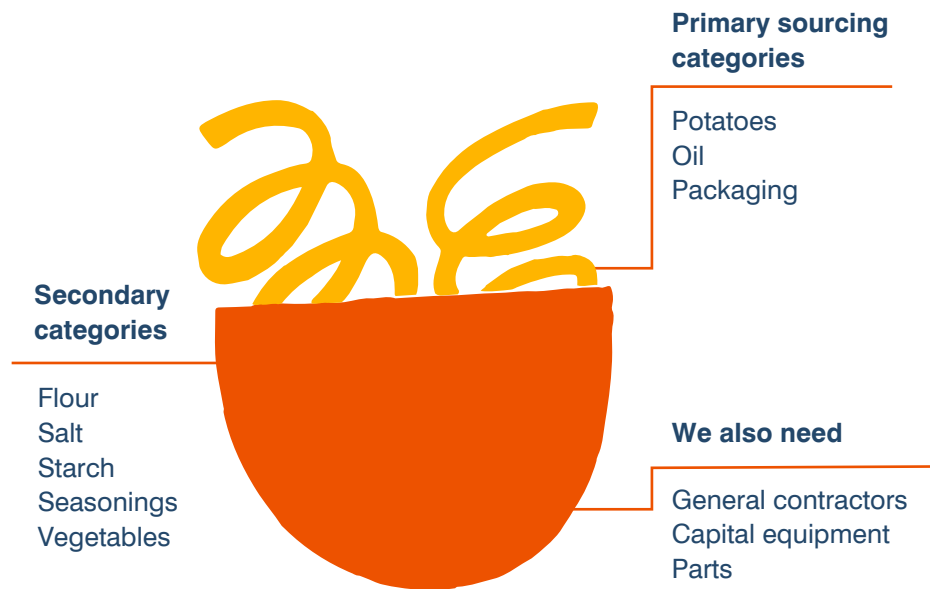 Primary sourcing
categories
Potatoes
Oil
Packaging
Secondary
categories
Flour
Salt
Starch
Seasonings
Vegetables
We also need
General contractors
Capital equipment
Parts